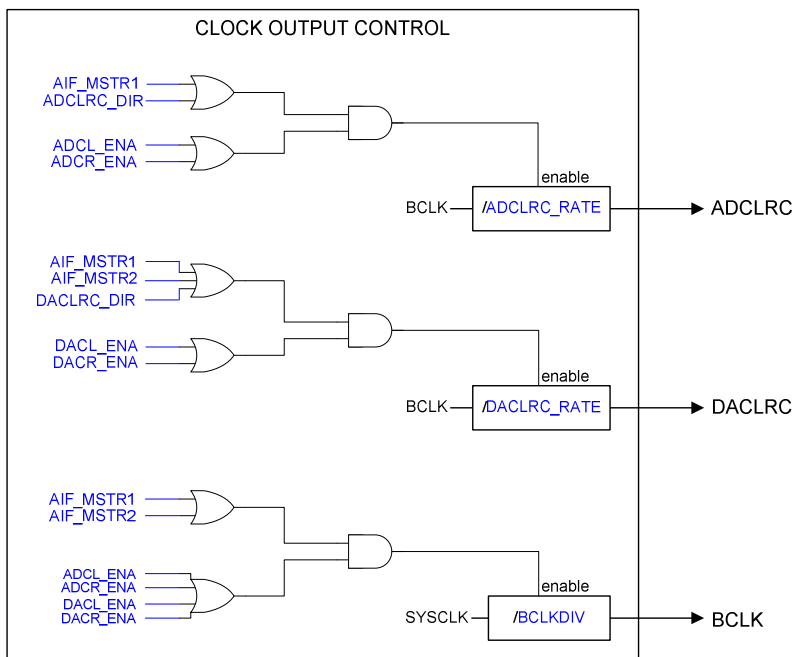 CLOCK OUTPUT CONTROL
AIF_MSTR1
ADCLRC_DIR
ADCL_ENA
ADCR_ENA
enable
BCLK
/ADCLRC_RATE
ADCLRC
AIF_MSTR1
AIF_MSTR2
DACLRC_DIR
DACL_ENA
DACR_ENA
enable
BCLK
/DACLRC_RATE
DACLRC
AIF_MSTR1
AIF_MSTR2
ADCL_ENA
ADCR_ENA
DACL_ENA
DACR_ENA
enable
SYSCLK
/BCLKDIV
BCLK